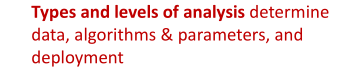 Types and levels of analysis determine
data, algorithms & parameters, and
deployment